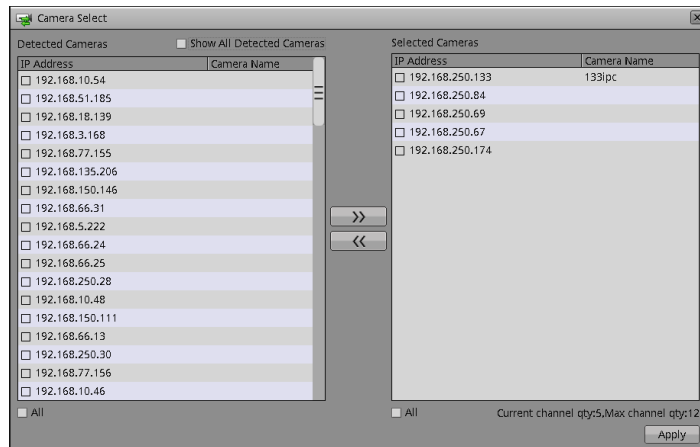 Camera Select
Detected Cameras
Show All Detected Cameras
IP Address Camera Name
192.168.10.54
192.168.51.185
192.168.18.139
192.168.3.168
192.168.77.155
192.168.135.206
192.168.150.146
192.168.66.31
192.168.5.222
192.168.66.24
192.168.66.25
192.168.250.28
192.168.10.48
192.168.150.111
192.168.66.13
192.168.250.30
192.168.77.156
192.168.10.46
All
Selected Cameras
IP Address Camera Name
192.168.250.133 133ipc
192.168.250.84
192.168.250.69
192.168.250.67
192.168.250.174
All
Current channel qty:5,Max channel qty:12
Apply